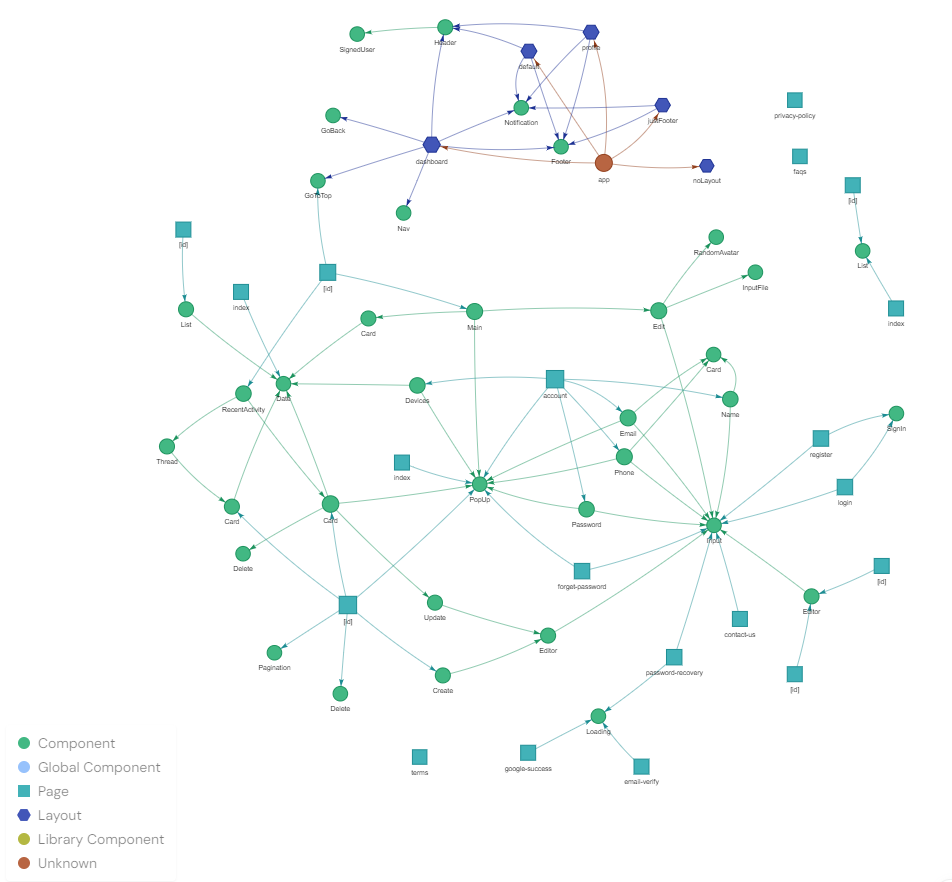 Header
SignedUser
profile
default
privacy-policy
justFooter
Notification
GoBack
Footer
dashboard
faqs
app
noLayout
GoToTop
[id]
Nav
[id]
RandomAvatar
List
InputFile
[id]
index
List
Main
Edit
index
Card
Card
Date
account
Devices
RecentActivity
Name
SignIn
Email
register
Thread
Phone
index
PopUp
login
Card
Card
Password
Input
Delete
[id]
forget-password
Editor
Update
[id]
contact-us
Editor
Pagination
password-recovery
Create
[id]
Delete
Loading
terms
google-success
email-verify
Component
Global Component
Page
Layout
Library Component
Unknown